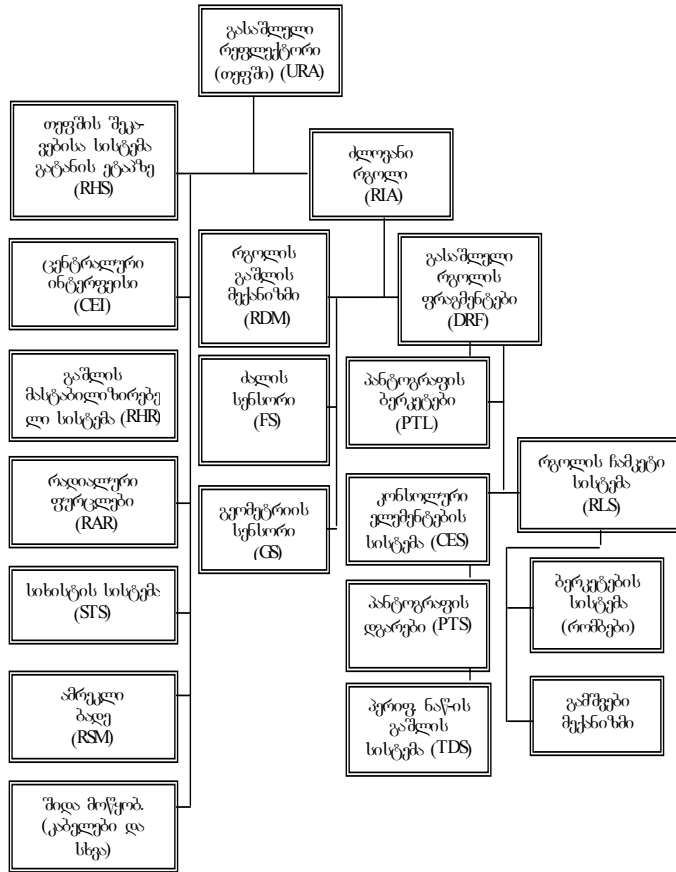 გასაშლელი
რეფლექტორი
(თეფში) (URA)
თეფშის შეკა-
ვებისა სისტემა
გატანის ეტაპზე
(RHS)
ძლოვანი
რგოლი
(RIA)
ცენტრალური
ინტერფეისი
(CEI)
რგოლის
გაშლის
მექანიზმი
(RDM)
გასაშლელი
რგოლის
ფრაგმენტები
(DRF)
გაშლის
მასტაბილიზირებე
ლი სისტემა (RHR)
ძალის
სენსორი
(FS)
პანტოგრაფის
ბერკეტები
(PTL)
რადიალური
ფურცლები
(RAR)
გეომეტრიის
სენსორი
(GS)
კონსოლური
ელემენტების
სისტემა (CES)
რგოლის ჩამკეტი
სისტემა
(RLS)
სიხისტის სისტემა
(STS)
პანტოგრაფის
დგარები (PTS)
ბერკეტების
სისტემა
(რომბები)
ამრეკლი
ბადე
(RSM)
პერიფ. ნაწ-ის
გაშლის
სისტემა (TDS)
გამშვები
მექანიზმი
შიდა მოწყობ.
(კაბელები და
სხვა)